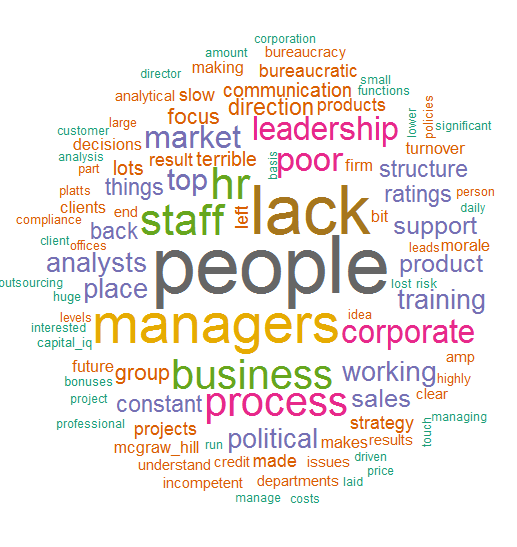 corporation
amount bureaucracy
director making bureaucratic small
analytical slow communication functions
large focus direction products lower policies
customer market leadership significant
decisions result terrible basis poor firm turnover
analysis lots structure
part things top hr lack ratings person
platts
clients end staff left bit daily
compliance back people support
client offices leads morale
analysts product
outsourcing place lost risk
huge training
levels managers idea
interested corporate
capital_iq amp
future group business working highly
bonuses
project constant process sales clear
professional projects political strategy touch managing
mcgraw_hill run makes results
understand credit made issues driven
incompetent departments laid price
manage costs